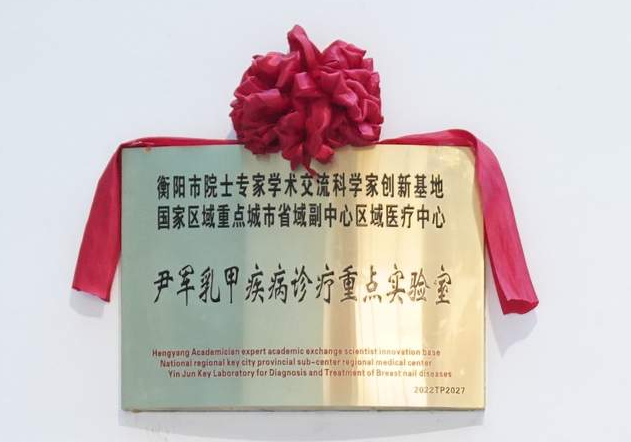 衡阳市院士专家学术交流科学家创新基地
国家区域重点城市省域副中心区域医疗中心
尹军乳甲疾病诊疗重点实验室
Hengyang Academician expert academic exchange scientist innovation base
National regional key city provincial sub-center regional medical center
Yin Jun Key Laboratory for Diagnosis and Treatment of Breast nail diseases
2022TP2027